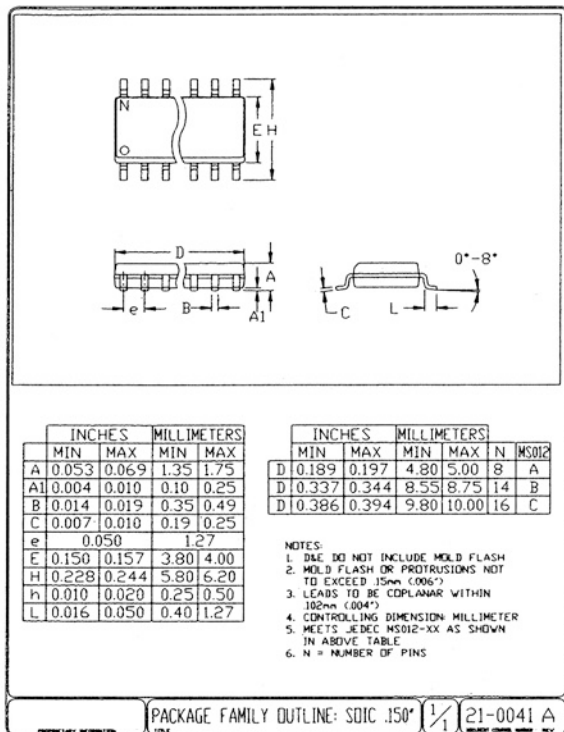 N
E H
D
A
0°-8°
e
B
A1
C
L
INCHES MILLIMETERS
MIN MAX MIN MAX
A 0.053 0.069 1.35 1.75
A1 0.004 0.010 0.10 0.25
B 0.014 0.019 0.35 0.49
C 0.007 0.010 0.19 0.25
e 0.050 1.27
E 0.150 0.157 3.80 4.00
H 0.228 0.244 5.80 6.20
h 0.010 0.020 0.25 0.50
L 0.016 0.050 0.40 1.27
INCHES MILLIMETERS
MIN MAX MIN MAX N MS012
D 0.189 0.197 4.80 5.00 8 A
D 0.337 0.344 8.55 8.75 14 B
D 0.386 0.394 9.80 10.00 16 C
NOTES:
1. D&E DO NOT INCLUDE MOLD FLASH
2. MOLD FLASH OR PROTRUSIONS NOT
TO EXCEED .15mm (.006")
3. LEADS TO BE COPLANAR WITHIN
.102mm (.004")
4. CONTROLLING DIMENSION: MILLIMETER
5. MEETS JEDEC MS012-XX AS SHOWN
IN ABOVE TABLE
6. N = NUMBER OF PINS
PACKAGE FAMILY OUTLINE: SOIC .150"
1/1
21-0041 A